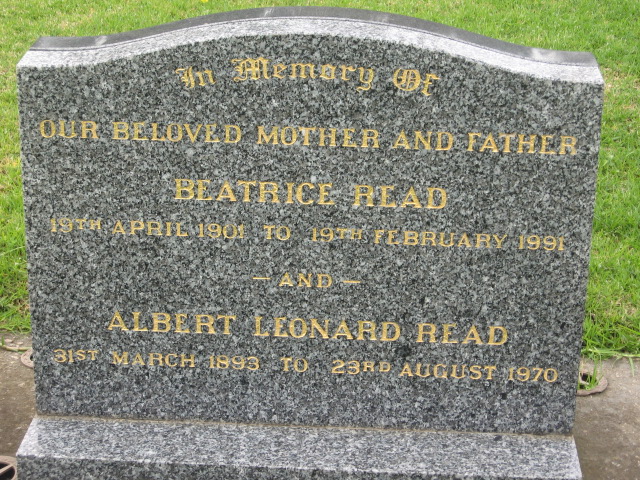 In Memory Of
OUR BELOVED MOTHER AND FATHER
BEATRICE READ
19TH APRIL 1901 TO 19TH FEBRUARY 1991
— AND —
ALBERT LEONARD READ
31ST MARCH 1893 TO 23RD AUGUST 1970